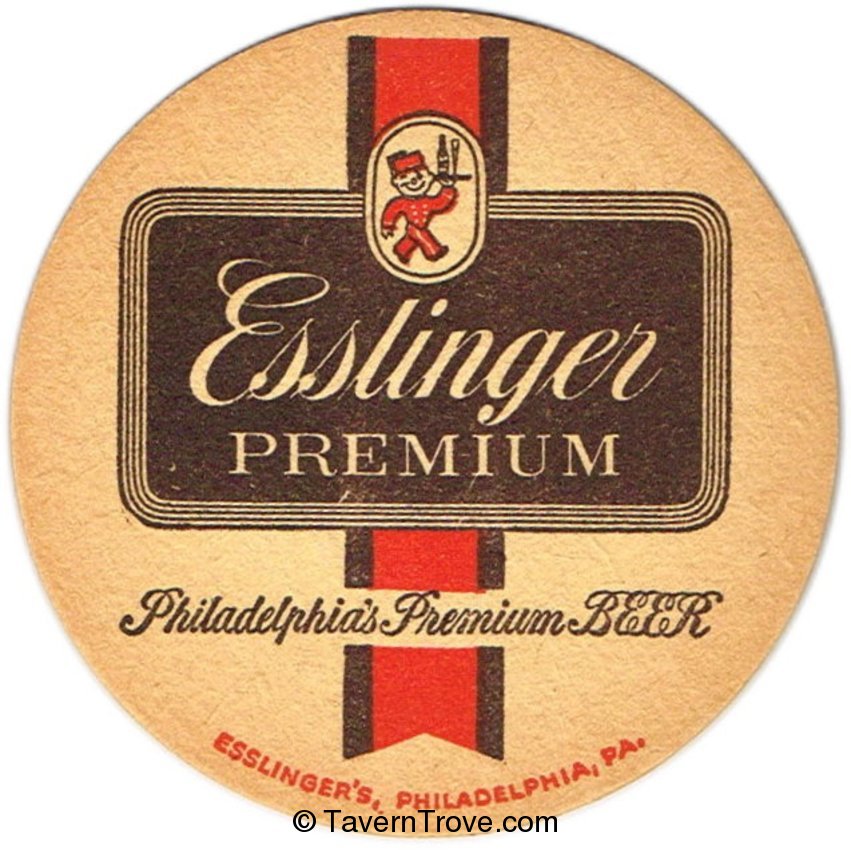 Esslinger
PREMIUM
Philadelphia's Premium BEER
ESSLINGER'S, PHILADELPHIA, PA.
© TavernTrove.com